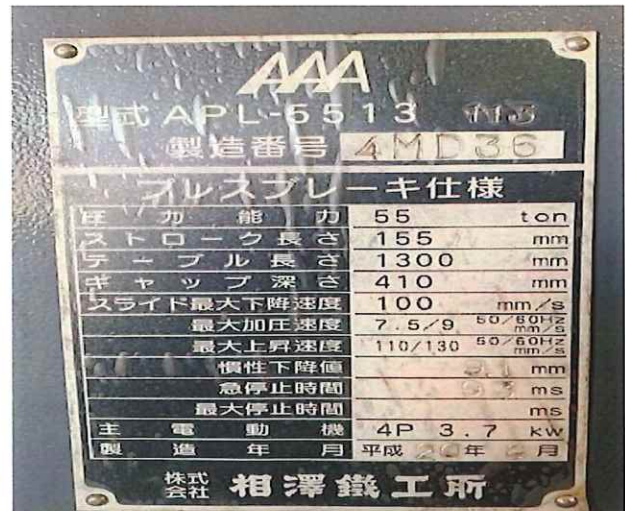 AAA
型式 APL-5513
製造番号 4MD36
プレスブレーキ仕様
圧力能力 55 ton
ストローク長さ 155 mm
テーブル長さ 1300 mm
ギャップ深さ 410 mm
スライド最大下降速度 100 mm/s
最大加圧速度 7.5/9 50/60Hz mm/s
最大上昇速度 110/130 50/60Hz mm/s
慣性下降値 mm
急停止時間 ms
最大停止時間 ms
主電動機 4P 3.7 kw
製造年月 平成 20年 月
株式会社 相澤鐵工所